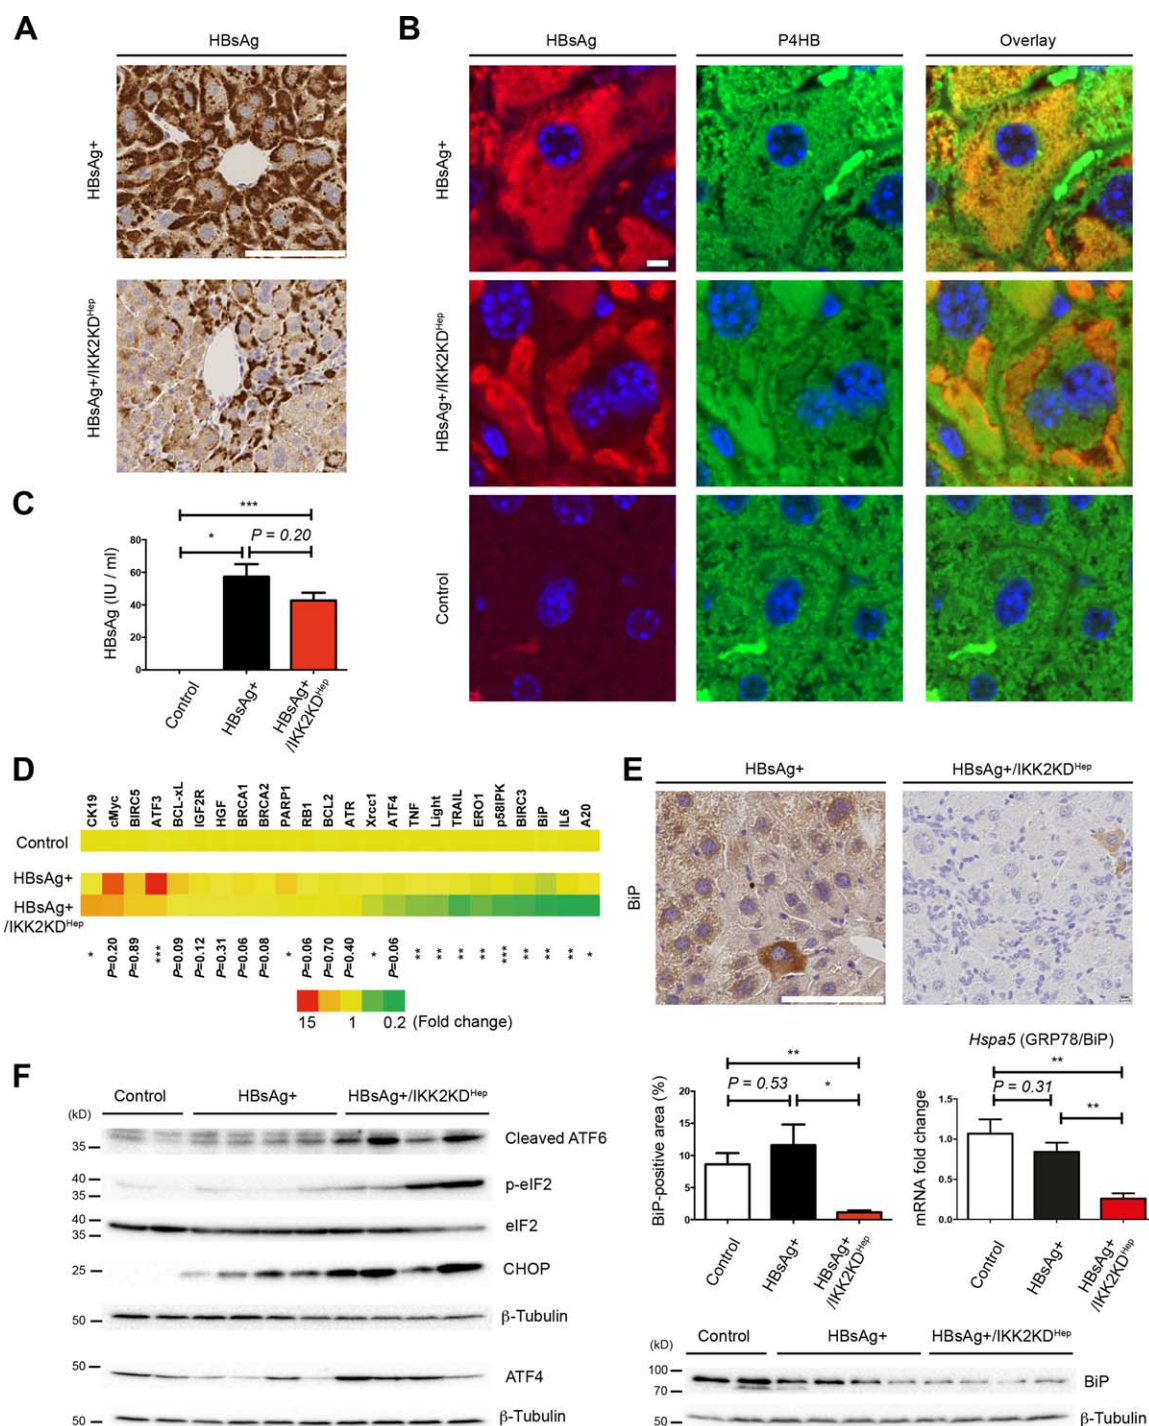 A
HBsAg
HBsAg+
HBsAg+/IKK2KDHep
B
HBsAg P4HB Overlay
HBsAg+
HBsAg+/IKK2KDHep
Control
C
***
* P = 0.20
HBsAg (IU / ml)
80
60
40
20
0
Control
HBsAg+
HBsAg+
/IKK2KDHep
D
CK19 cMyc BIRC5 ATF3 BCL-xL IGF2R HGF BRCA1 BRCA2 PARP1 RB1 BCL2 ATR Xrcc1 ATF4 TNF Light TRAIL ERO1 p58IPK BIRC3 BiP IL6 A20
Control
HBsAg+
HBsAg+
/IKK2KDHep
* P=0.20 P=0.89 *** P=0.09 P=0.12 P=0.31 P=0.06 P=0.08 * P=0.06 P=0.70 P=0.40 * P=0.06 ** ** ** ** *** ** ** ** *
15 1 0.2 (Fold change)
E
HBsAg+ HBsAg+/IKK2KDHep
BiP
**
P = 0.53 *
BiP-positive area (%)
20
15
10
5
0
Control
HBsAg+
HBsAg+
/IKK2KDHep
Hspa5 (GRP78/BiP)
**
P = 0.31
**
mRNA fold change
1.5
1.0
0.5
0.0
Control
HBsAg+
HBsAg+
/IKK2KDHep
(kD) Control HBsAg+ HBsAg+/IKK2KDHep
100
70 BiP
50 β-Tubulin
F
Control HBsAg+ HBsAg+/IKK2KDHep
(kD)
35 Cleaved ATF6
40
35 p-eIF2
40
35 eIF2
25 CHOP
50 β-Tubulin
50 ATF4
50 β-Tubulin